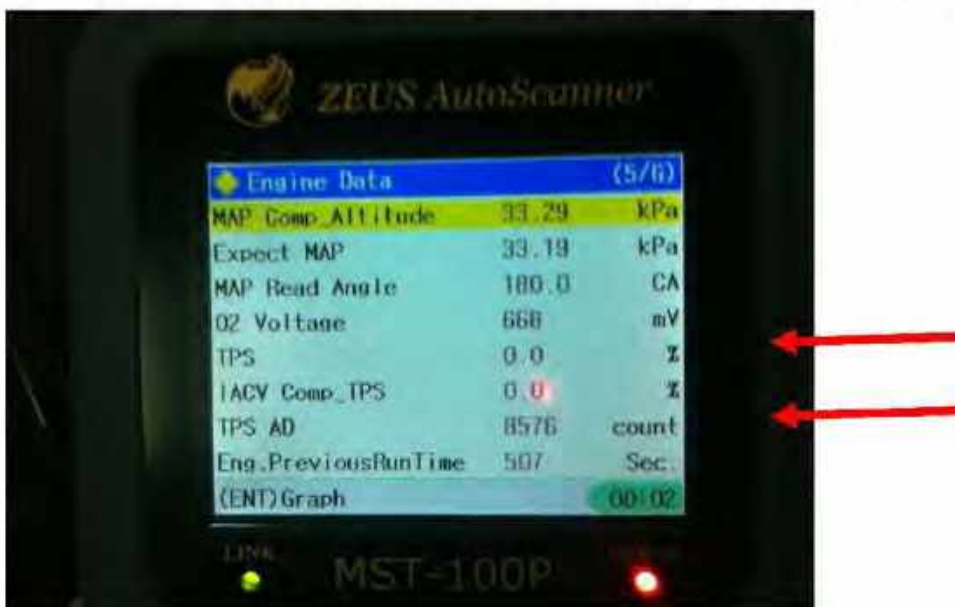 ZEUS AutoScanner
Engine Data (5/6)
MAP Comp_Altitude 33.29 kPa
Expect MAP 33.19 kPa
MAP Read Angle 180.0 CA
O2 Voltage 668 mV
TPS 0.0 %
IACV Comp_TPS 0.0 %
TPS AD 8576 count
Eng.PreviousRunTime 507 Sec.
(ENT)Graph 00:02
LINK
MST-100P